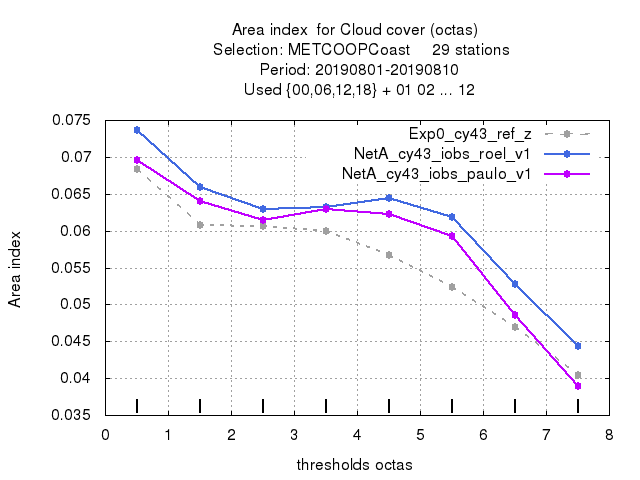 Area index  for Cloud cover (octas)
Selection: METCOOPCoast     29 stations
Period: 20190801-20190810
Used {00,06,12,18} + 01 02 ... 12
Exp0_cy43_ref_z
NetA_cy43_iobs_roel_v1
NetA_cy43_iobs_paulo_v1
0.075
0.07
0.065
0.06
0.055
0.05
0.045
0.04
0.035
Area index
0 1 2 3 4 5 6 7 8
thresholds octas